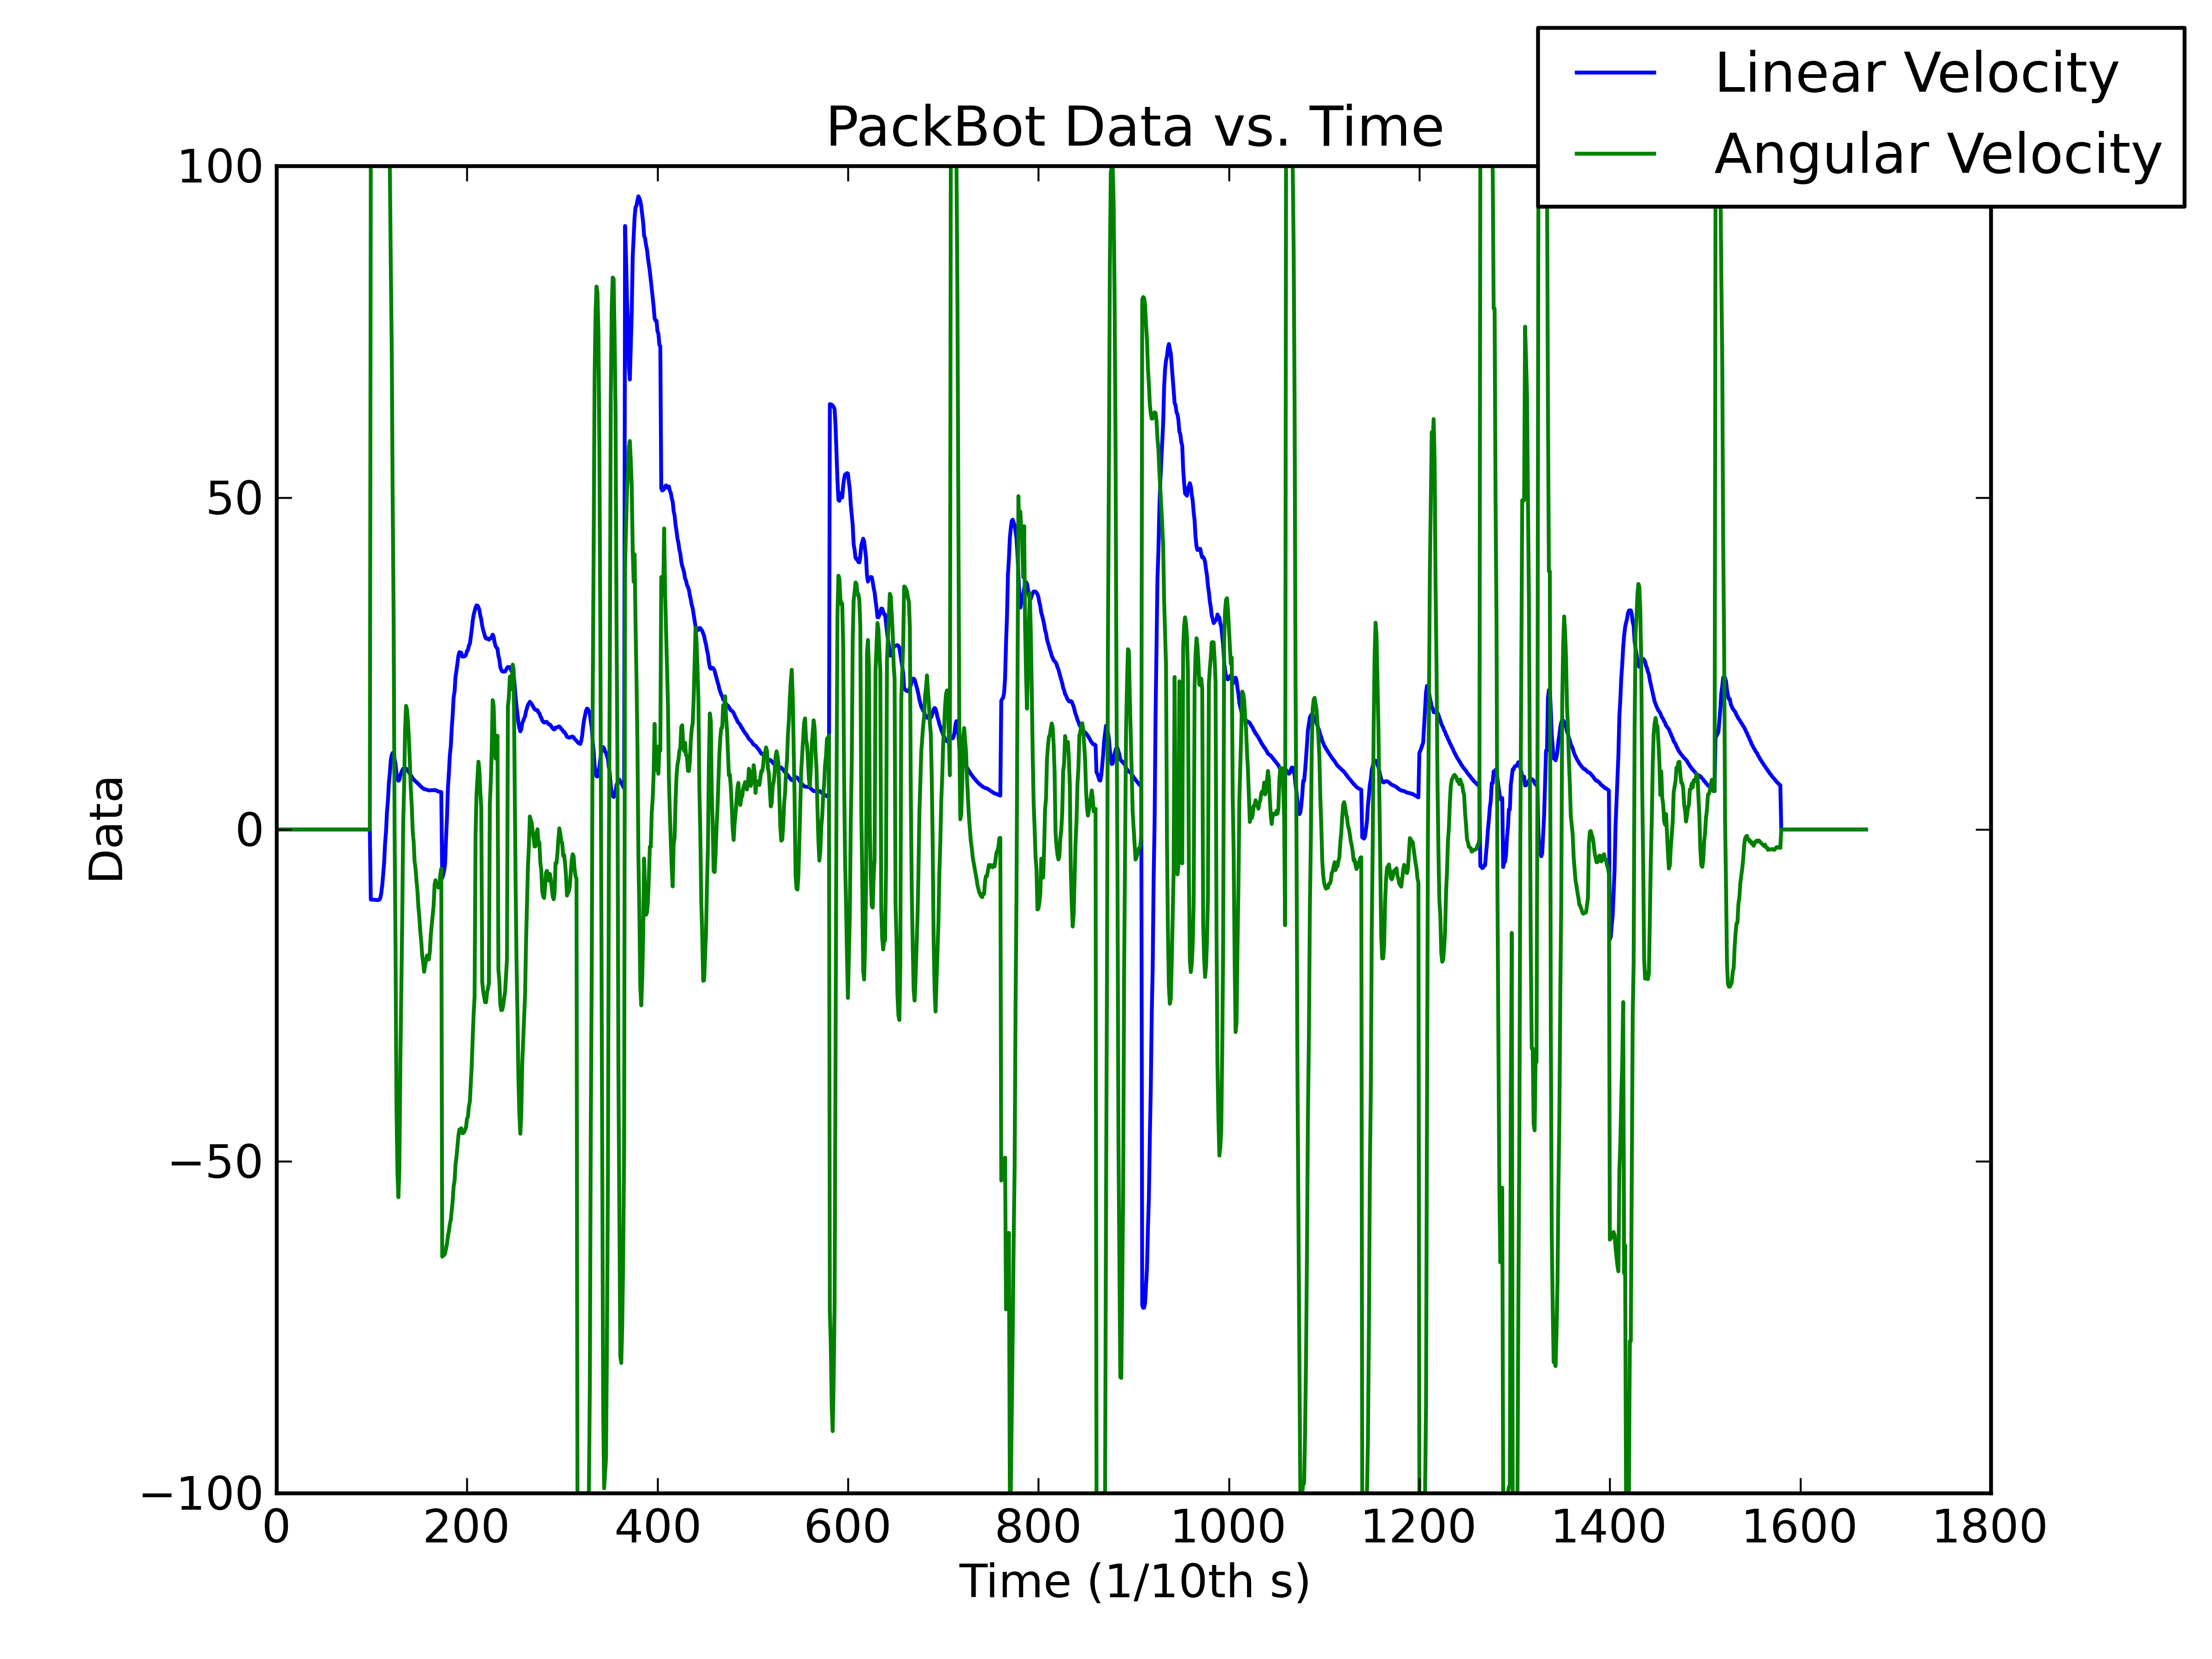 Linear Velocity
Angular Velocity
PackBot Data vs. Time
100
50
0
−50
−100
Data
0 200 400 600 800 1000 1200 1400 1600 1800
Time (1/10th s)